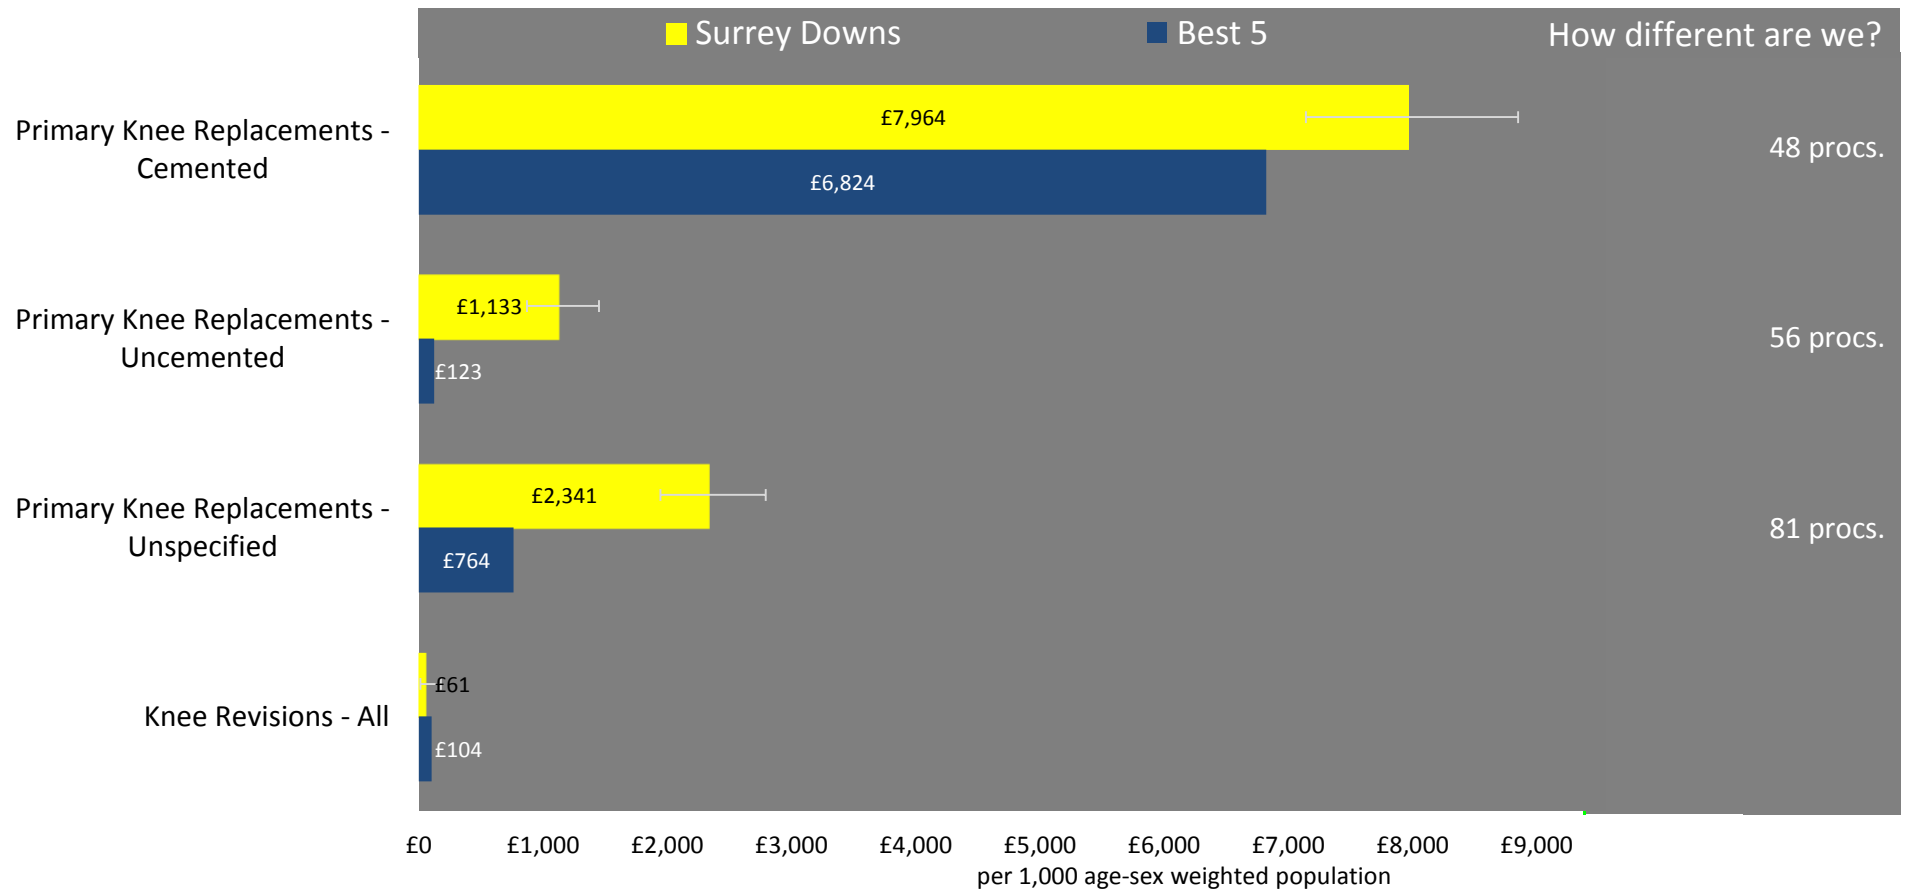 Surrey Downs Best 5 How different are we?
Primary Knee Replacements -
Cemented
£7,964
£6,824
48 procs.
Primary Knee Replacements -
Uncemented
£1,133
£123
56 procs.
Primary Knee Replacements -
Unspecified
£2,341
£764
81 procs.
Knee Revisions - All
£61
£104
£0 £1,000 £2,000 £3,000 £4,000 £5,000 £6,000 £7,000 £8,000 £9,000
per 1,000 age-sex weighted population